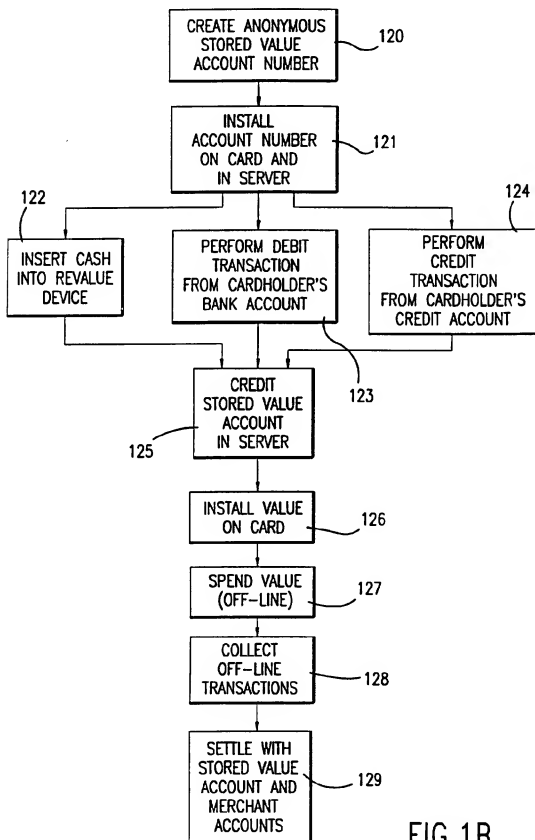 CREATE ANONYMOUS
STORED VALUE
ACCOUNT NUMBER
120
INSTALL
ACCOUNT NUMBER
ON CARD AND
IN SERVER
121
122
INSERT CASH
INTO REVALUE
DEVICE
PERFORM DEBIT
TRANSACTION
FROM CARDHOLDER'S
BANK ACCOUNT
123
124
PERFORM
CREDIT
TRANSACTION
FROM CARDHOLDER'S
CREDIT ACCOUNT
CREDIT
STORED VALUE
ACCOUNT
IN SERVER
125
INSTALL VALUE
ON CARD
126
SPEND VALUE
(OFF-LINE)
127
COLLECT
OFF-LINE
TRANSACTIONS
128
SETTLE WITH
STORED VALUE
ACCOUNT AND
MERCHANT
ACCOUNTS
129
FIG. 1B